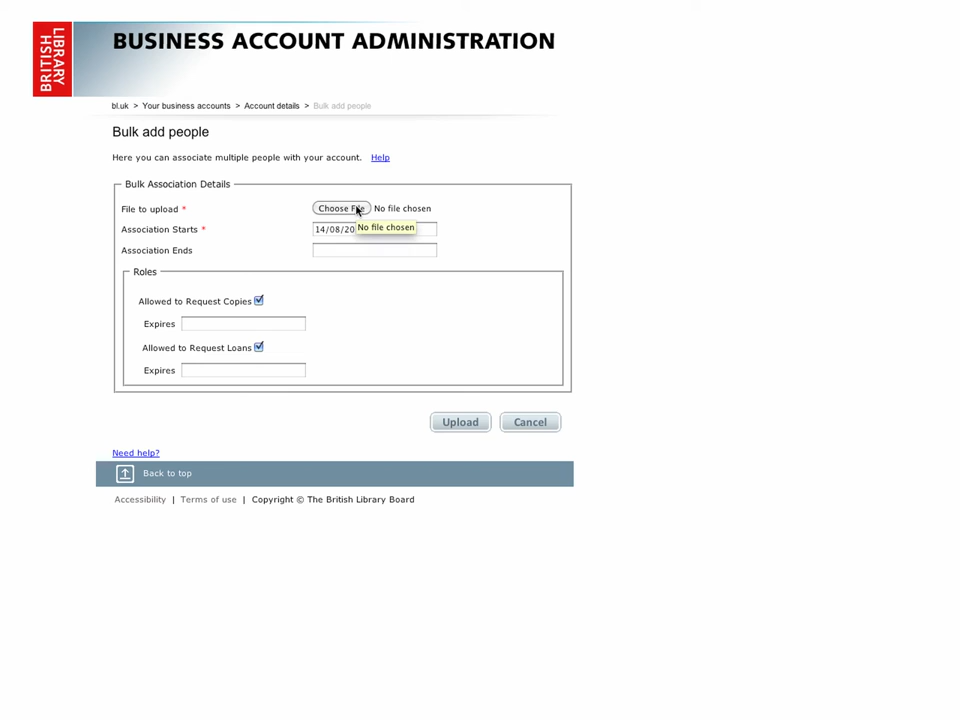 BRITISH LIBRARY
BUSINESS ACCOUNT ADMINISTRATION
bl.uk > Your business accounts > Account details > Bulk add people
Bulk add people
Here you can associate multiple people with your account. Help
Bulk Association Details
File to upload * Choose File No file chosen
No file chosen
Association Starts * 14/08/20
Association Ends
Roles
Allowed to Request Copies
Expires
Allowed to Request Loans
Expires
Upload Cancel
Need help?
Back to top
Accessibility | Terms of use | Copyright © The British Library Board